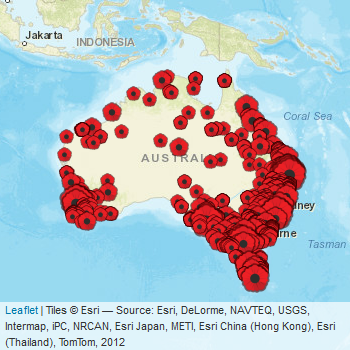 Jakarta
INDONESIA
Coral Sea
AUSTRALI
ney
rne
Tasman
Leaflet | Tiles © Esri — Source: Esri, DeLorme, NAVTEQ, USGS,
Intermap, iPC, NRCAN, Esri Japan, METI, Esri China (Hong Kong), Esri
(Thailand), TomTom, 2012